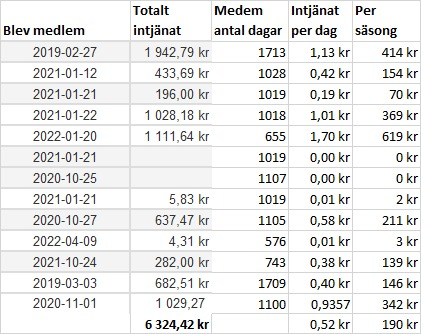 Blev medlem Totalt intjänat Medem antal dagar Intjänat per dag Per säsong
2019-02-27 1 942,79 kr 1713 1,13 kr 414 kr
2021-01-12 433,69 kr 1028 0,42 kr 154 kr
2021-01-21 196,00 kr 1019 0,19 kr 70 kr
2021-01-22 1 028,18 kr 1018 1,01 kr 369 kr
2022-01-20 1 111,64 kr 655 1,70 kr 619 kr
2021-01-21 1019 0,00 kr 0 kr
2020-10-25 1107 0,00 kr 0 kr
2021-01-21 5,83 kr 1019 0,01 kr 2 kr
2020-10-27 637,47 kr 1105 0,58 kr 211 kr
2022-04-09 4,31 kr 576 0,01 kr 3 kr
2021-10-24 282,00 kr 743 0,38 kr 139 kr
2019-03-03 682,51 kr 1709 0,40 kr 146 kr
2020-11-01 1 029,27 1100 0,9357 342 kr
6 324,42 kr 0,52 kr 190 kr